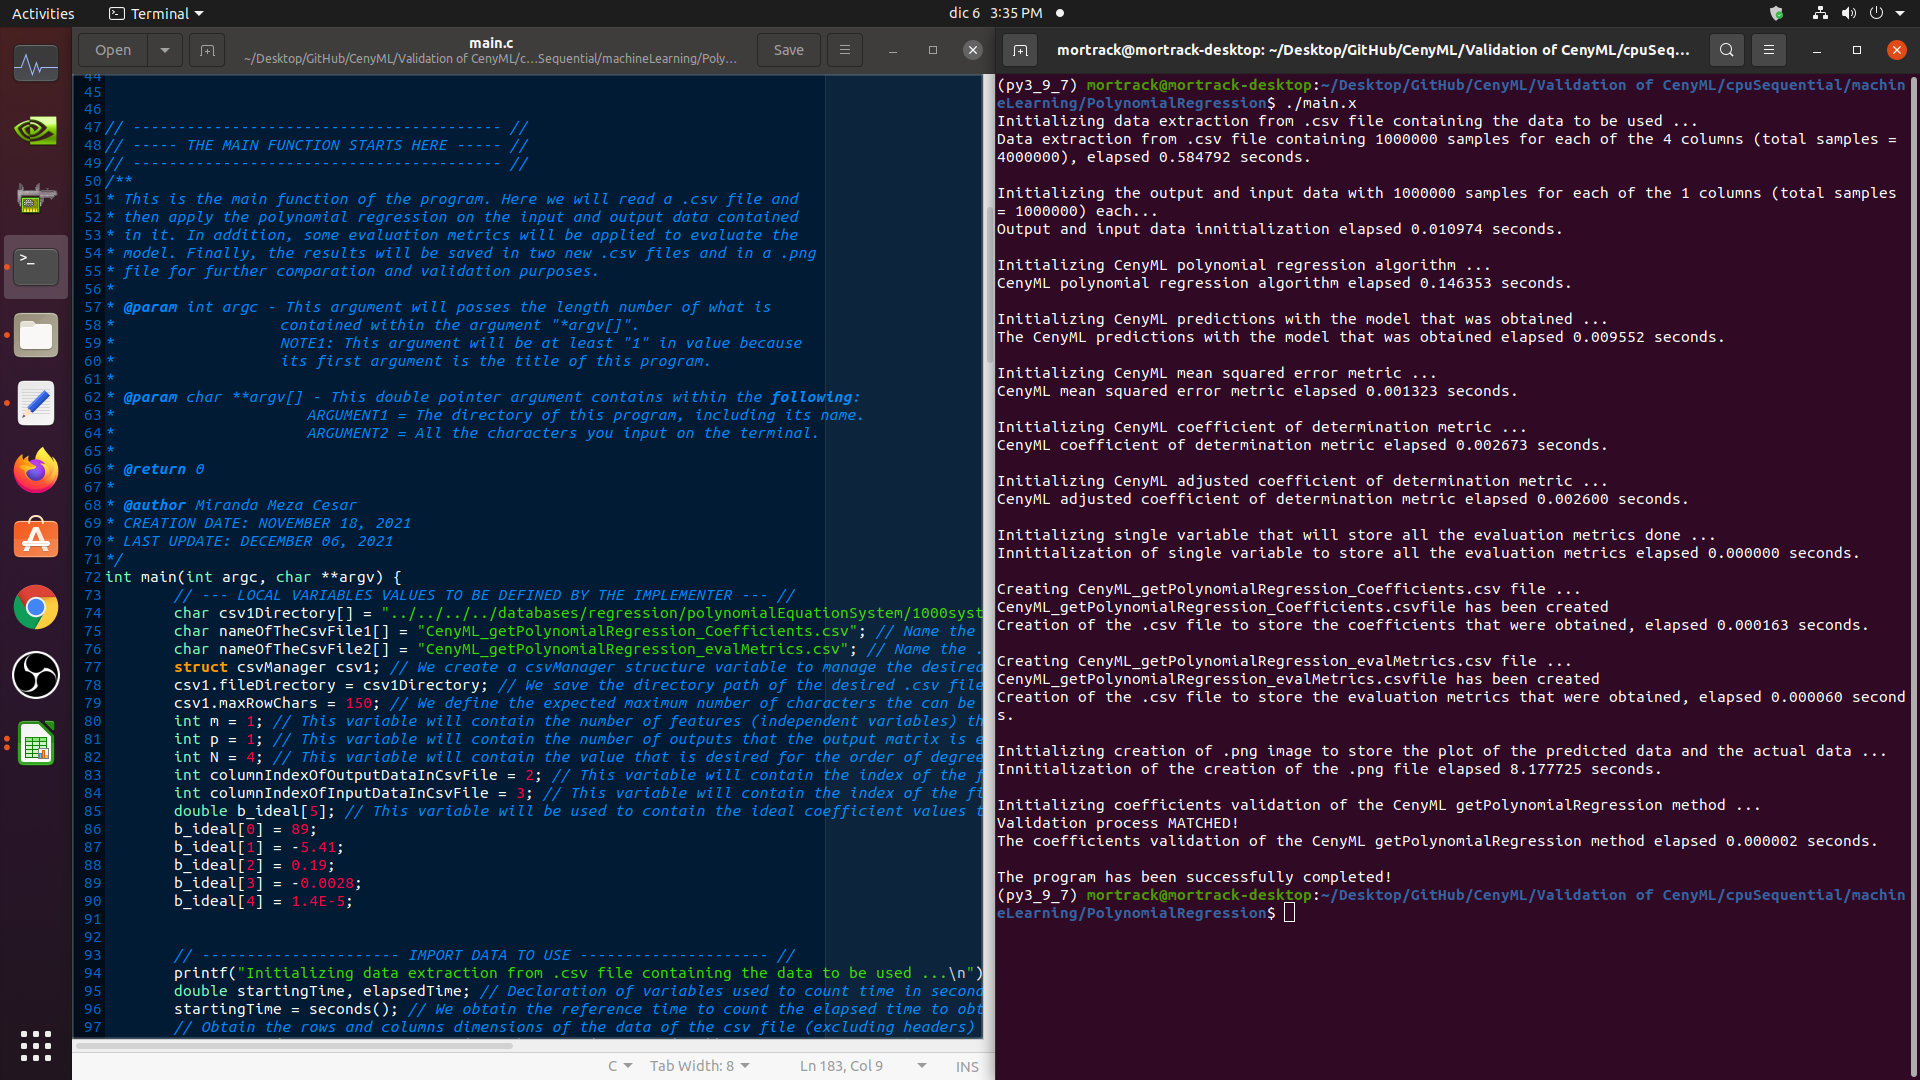 Activities
Terminal
dic 6 3:35 PM
Open
main.c
~/Desktop/GitHub/CenyML/Validation of CenyML/c...Sequential/machineLearning/Poly...
Save
44
45
46
47 // ----------------------------------------- //
48 // ----- THE MAIN FUNCTION STARTS HERE ----- //
49 // ----------------------------------------- //
50 /**
51 * This is the main function of the program. Here we will read a .csv file and
52 * then apply the polynomial regression on the input and output data contained
53 * in it. In addition, some evaluation metrics will be applied to evaluate the
54 * model. Finally, the results will be saved in two new .csv files and in a .png
55 * file for further comparation and validation purposes.
56 *
57 * @param int argc - This argument will posses the length number of what is
58 * contained within the argument "*argv[]".
59 * NOTE1: This argument will be at least "1" in value because
60 * its first argument is the title of this program.
61 *
62 * @param char **argv[] - This double pointer argument contains within the following:
63 * ARGUMENT1 = The directory of this program, including its name.
64 * ARGUMENT2 = All the characters you input on the terminal.
65 *
66 * @return 0
67 *
68 * @author Miranda Meza Cesar
69 * CREATION DATE: NOVEMBER 18, 2021
70 * LAST UPDATE: DECEMBER 06, 2021
71 */
72 int main(int argc, char **argv) {
73 // --- LOCAL VARIABLES VALUES TO BE DEFINED BY THE IMPLEMENTER --- //
74 char csv1Directory[] = "../../../../databases/regression/polynomialEquationSystem/1000syst
75 char nameOfTheCsvFile1[] = "CenyML_getPolynomialRegression_Coefficients.csv"; // Name the
76 char nameOfTheCsvFile2[] = "CenyML_getPolynomialRegression_evalMetrics.csv"; // Name the .
77 struct csvManager csv1; // We create a csvManager structure variable to manage the desired
78 csv1.fileDirectory = csv1Directory; // We save the directory path of the desired .csv file
79 csv1.maxRowChars = 150; // We define the expected maximum number of characters the can be
80 int m = 1; // This variable will contain the number of features (independent variables) th
81 int p = 1; // This variable will contain the number of outputs that the output matrix is e
82 int N = 4; // This variable will contain the value that is desired for the order of degree
83 int columnIndexOfOutputDataInCsvFile = 2; // This variable will contain the index of the f
84 int columnIndexOfInputDataInCsvFile = 3; // This variable will contain the index of the fi
85 double b_ideal[5]; // This variable will be used to contain the ideal coefficient values t
86 b_ideal[0] = 89;
87 b_ideal[1] = -5.41;
88 b_ideal[2] = 0.19;
89 b_ideal[3] = -0.0028;
90 b_ideal[4] = 1.4E-5;
91
92
93 // ---------------------- IMPORT DATA TO USE --------------------- //
94 printf("Initializing data extraction from .csv file containing the data to be used ...\n")
95 double startingTime, elapsedTime; // Declaration of variables used to count time in second
96 startingTime = seconds(); // We obtain the reference time to count the elapsed time to obt
97 // Obtain the rows and columns dimensions of the data of the csv file (excluding headers)
C
Tab Width: 8
Ln 183, Col 9
INS
mortrack@mortrack-desktop: ~/Desktop/GitHub/CenyML/Validation of CenyML/cpuSeq...
(py3_9_7) mortrack@mortrack-desktop:~/Desktop/GitHub/CenyML/Validation of CenyML/cpuSequential/machin
eLearning/PolynomialRegression$ ./main.x
Initializing data extraction from .csv file containing the data to be used ...
Data extraction from .csv file containing 1000000 samples for each of the 4 columns (total samples =
4000000), elapsed 0.584792 seconds.
Initializing the output and input data with 1000000 samples for each of the 1 columns (total samples
= 1000000) each...
Output and input data innitialization elapsed 0.010974 seconds.
Initializing CenyML polynomial regression algorithm ...
CenyML polynomial regression algorithm elapsed 0.146353 seconds.
Initializing CenyML predictions with the model that was obtained ...
The CenyML predictions with the model that was obtained elapsed 0.009552 seconds.
Initializing CenyML mean squared error metric ...
CenyML mean squared error metric elapsed 0.001323 seconds.
Initializing CenyML coefficient of determination metric ...
CenyML coefficient of determination metric elapsed 0.002673 seconds.
Initializing CenyML adjusted coefficient of determination metric ...
CenyML adjusted coefficient of determination metric elapsed 0.002600 seconds.
Initializing single variable that will store all the evaluation metrics done ...
Innitialization of single variable to store all the evaluation metrics elapsed 0.000000 seconds.
Creating CenyML_getPolynomialRegression_Coefficients.csv file ...
CenyML_getPolynomialRegression_Coefficients.csvfile has been created
Creation of the .csv file to store the coefficients that were obtained, elapsed 0.000163 seconds.
Creating CenyML_getPolynomialRegression_evalMetrics.csv file ...
CenyML_getPolynomialRegression_evalMetrics.csvfile has been created
Creation of the .csv file to store the evaluation metrics that were obtained, elapsed 0.000060 second
s.
Initializing creation of .png image to store the plot of the predicted data and the actual data ...
Innitialization of the creation of the .png file elapsed 8.177725 seconds.
Initializing coefficients validation of the CenyML getPolynomialRegression method ...
Validation process MATCHED!
The coefficients validation of the CenyML getPolynomialRegression method elapsed 0.000002 seconds.
The program has been successfully completed!
(py3_9_7) mortrack@mortrack-desktop:~/Desktop/GitHub/CenyML/Validation of CenyML/cpuSequential/machin
eLearning/PolynomialRegression$